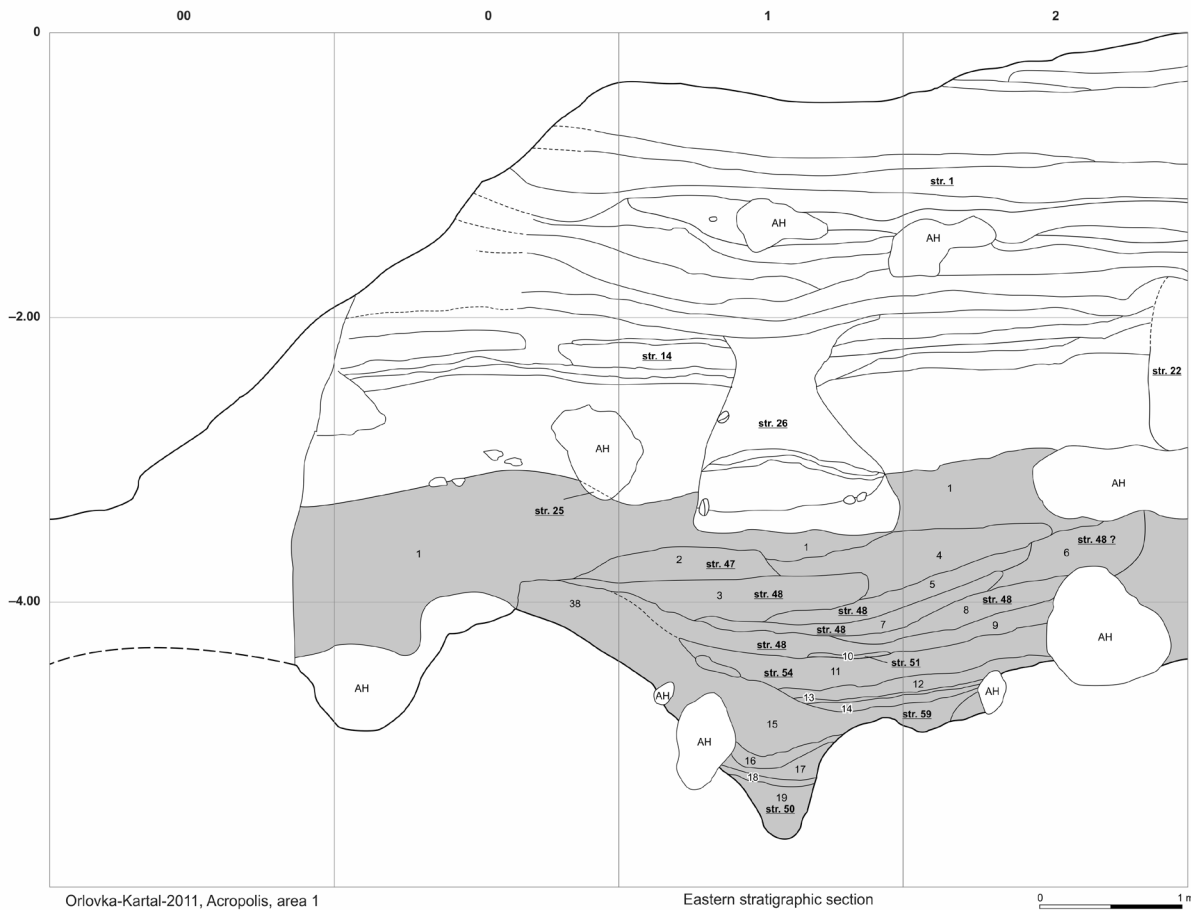 00 0 1 2
0
str. 1
AH
AH
–2.00
str. 14
str. 22
str. 26
AH
AH
1
str. 25
str. 48 ?
1
1
4
6
2
str. 47
5
3
str. 48
str. 48
–4.00
38
str. 48
8
7
9
str. 48
AH
str. 48
10
str. 51
str. 54
11
12
AH
AH
AH
13
14
str. 59
15
AH
16
17
18
19
str. 50
Orlovka-Kartal-2011, Acropolis, area 1 Eastern stratigraphic section 0 1 m